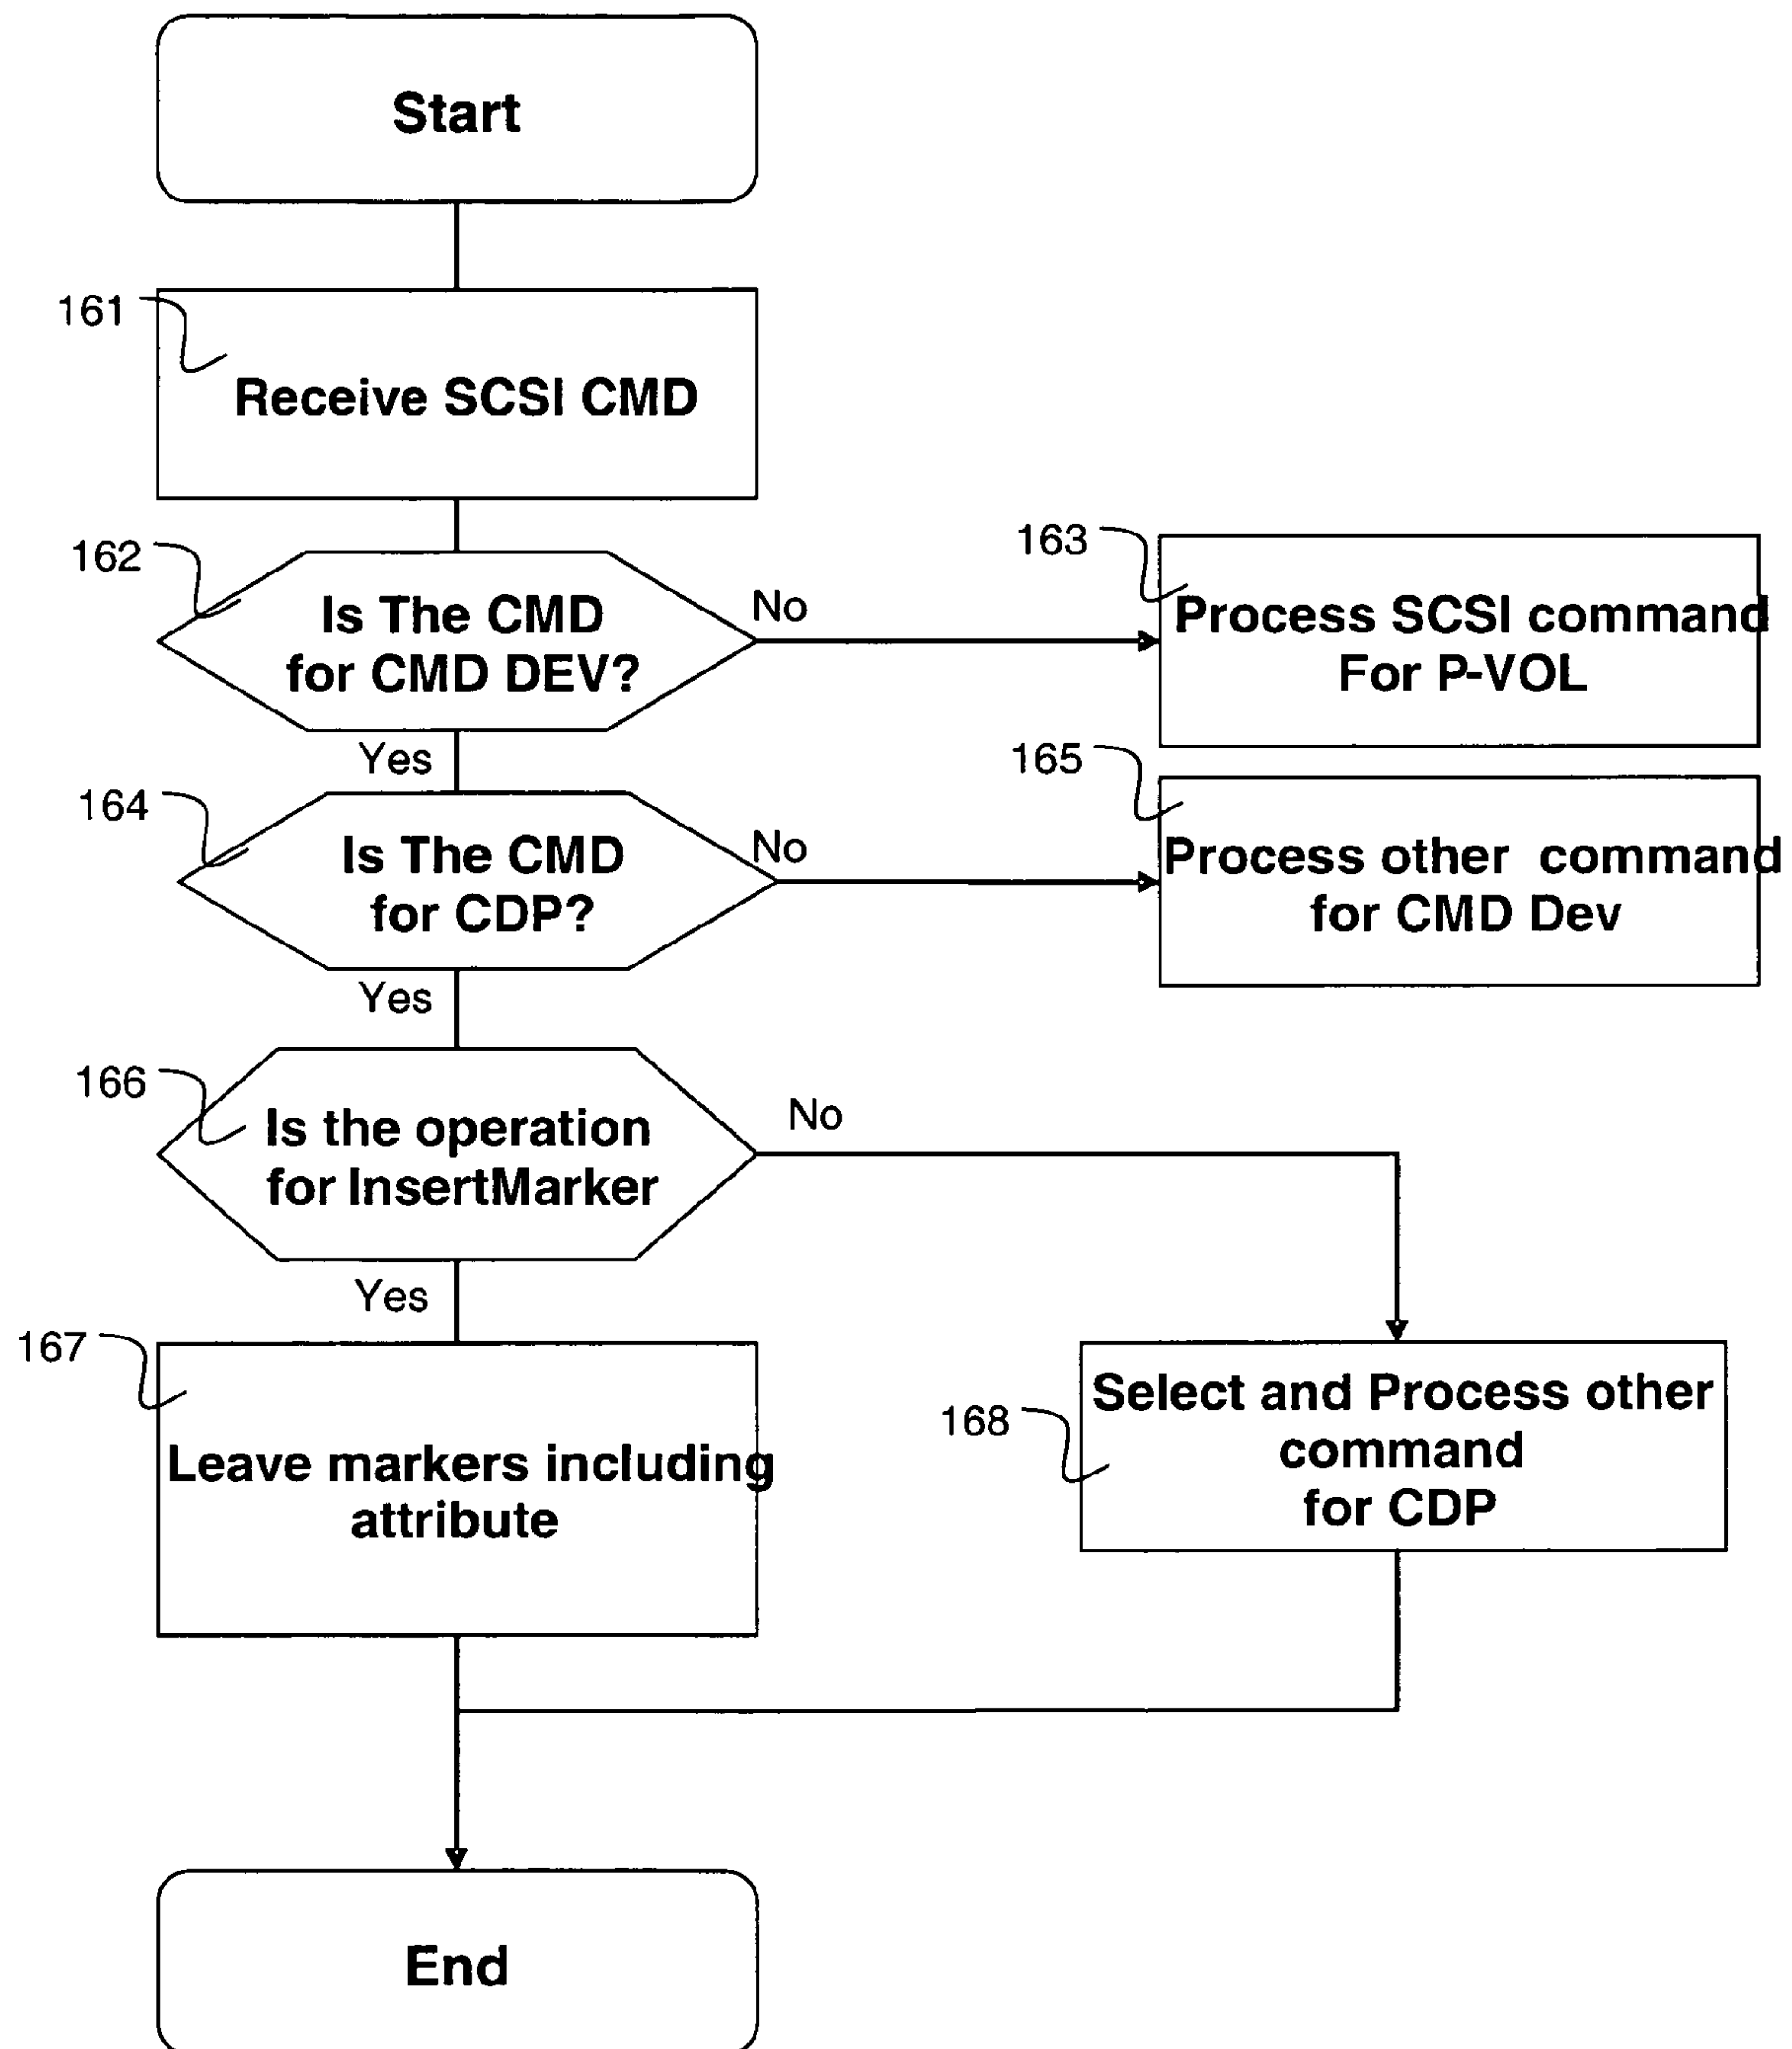 Start
161
Receive SCSI CMD
162
Is The CMD
for CMD DEV?
No
163
Process SCSI command
For P-VOL
Yes
164
Is The CMD
for CDP?
No
165
Process other command
for CMD Dev
Yes
166
Is the operation
for InsertMarker
No
Yes
167
Leave markers including
attribute
168
Select and Process other
command
for CDP
End